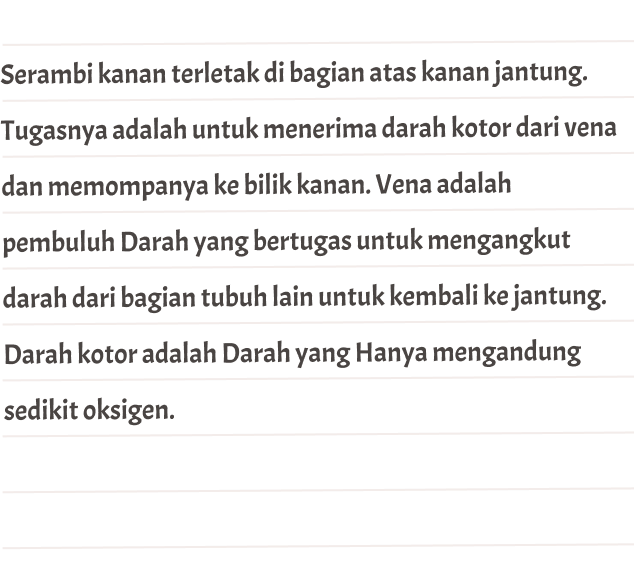 Serambi kanan terletak di bagian atas kanan jantung.
Tugasnya adalah untuk menerima darah kotor dari vena
dan memompanya ke bilik kanan. Vena adalah
pembuluh Darah yang bertugas untuk mengangkut
darah dari bagian tubuh lain untuk kembali ke jantung.
Darah kotor adalah Darah yang Hanya mengandung
sedikit oksigen.